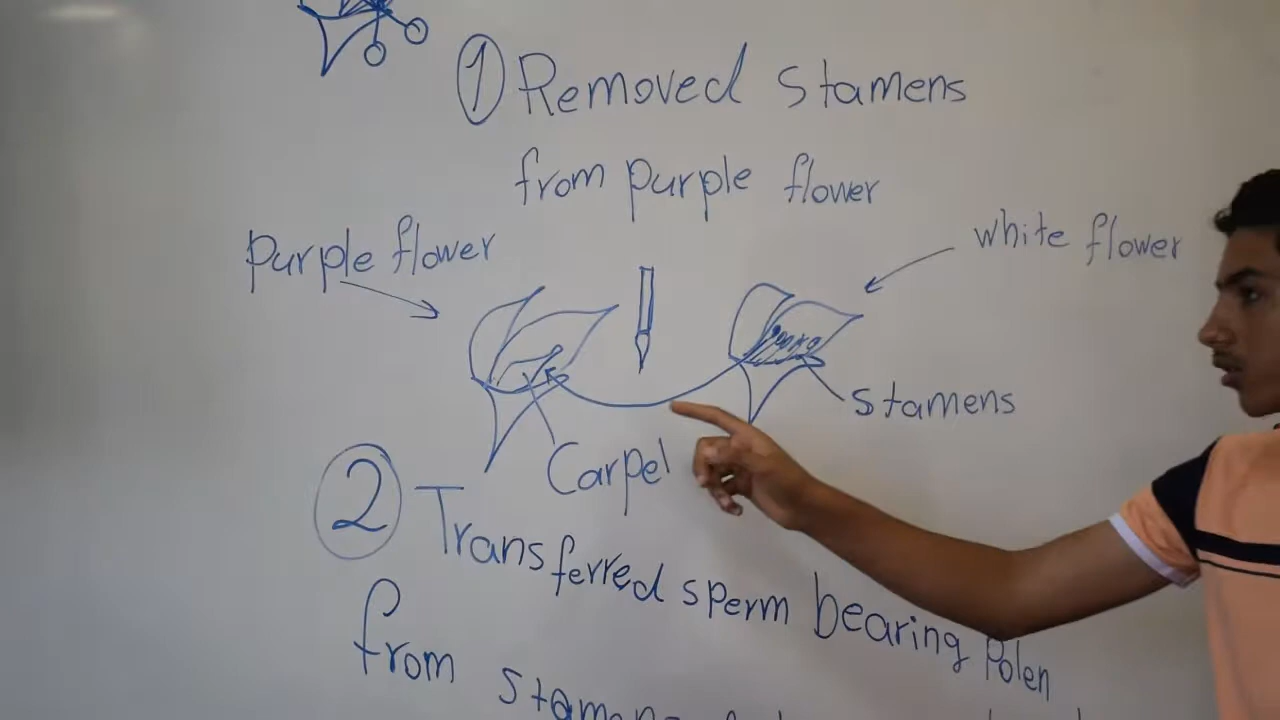 1 Removed stamens
from purple flower
purple flower
white flower
stamens
Carpel
2 Transferred sperm bearing Polen
from